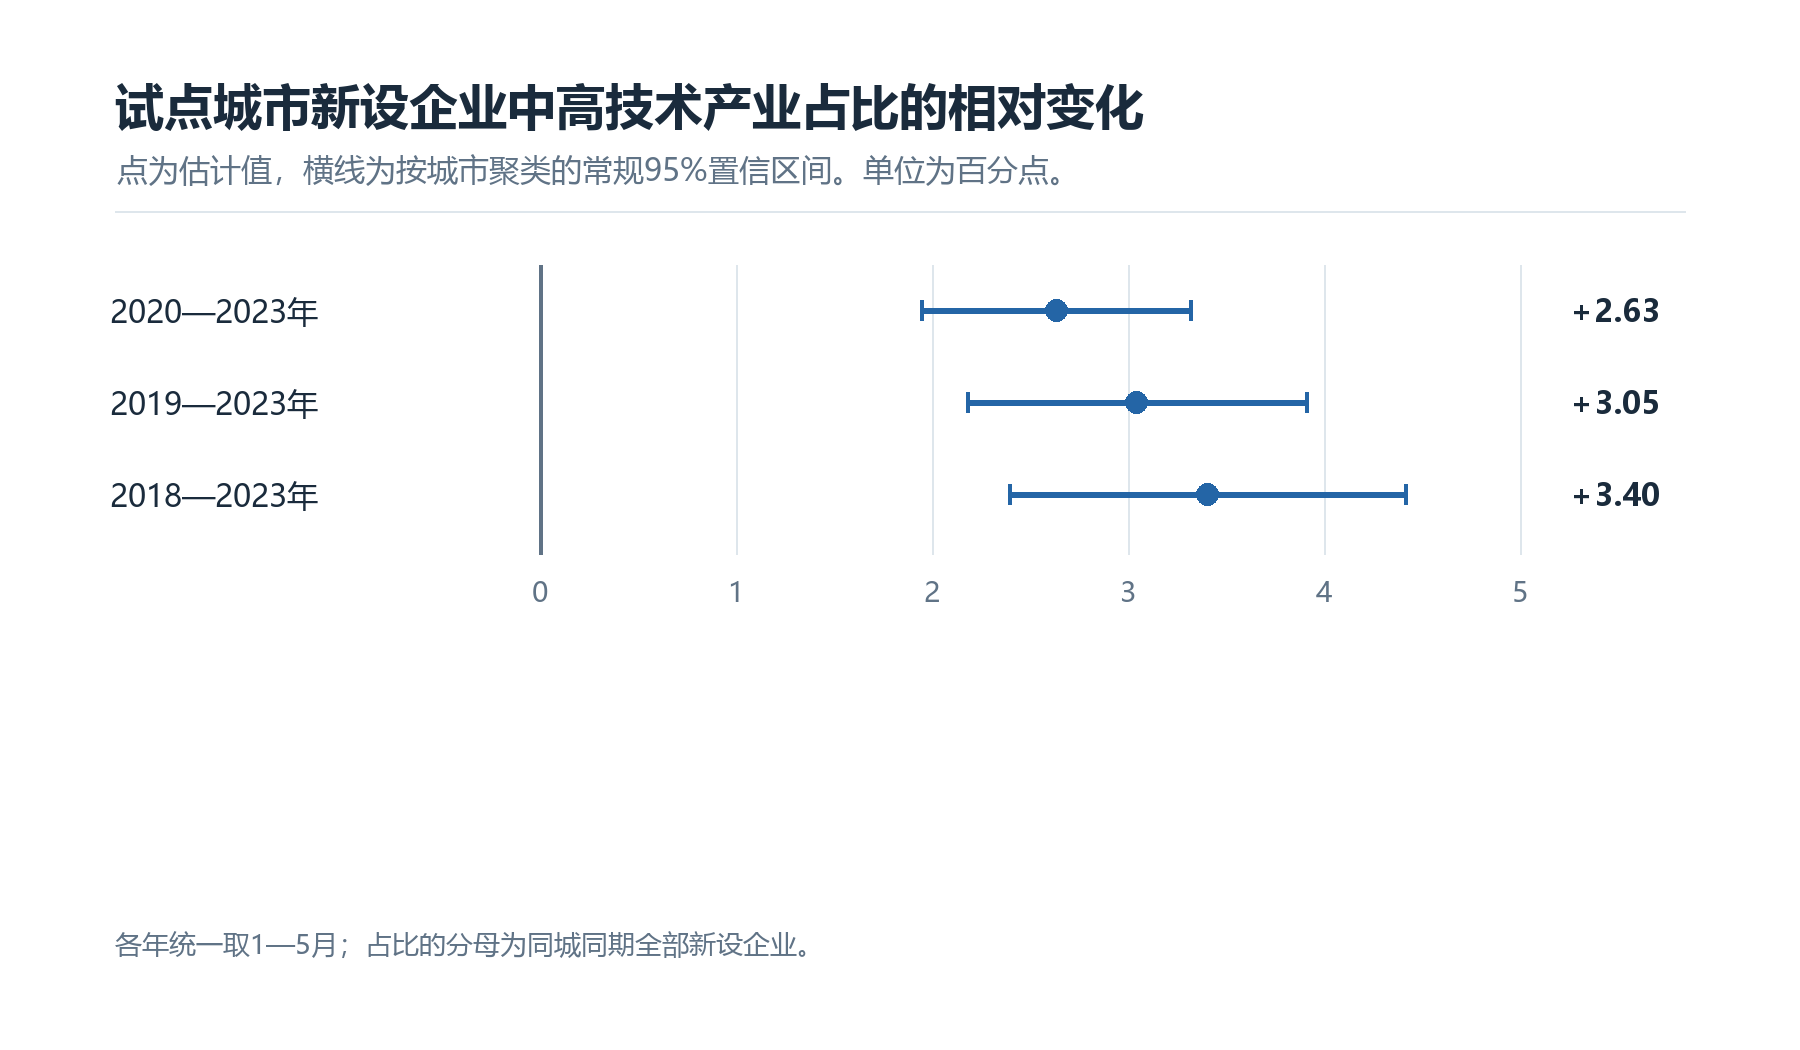 试点城市新设企业中高技术产业占比的相对变化
点为估计值，横线为按城市聚类的常规95%置信区间。单位为百分点。
2020—2023年 +2.63
2019—2023年 +3.05
2018—2023年 +3.40
0 1 2 3 4 5
各年统一取1—5月；占比的分母为同城同期全部新设企业。